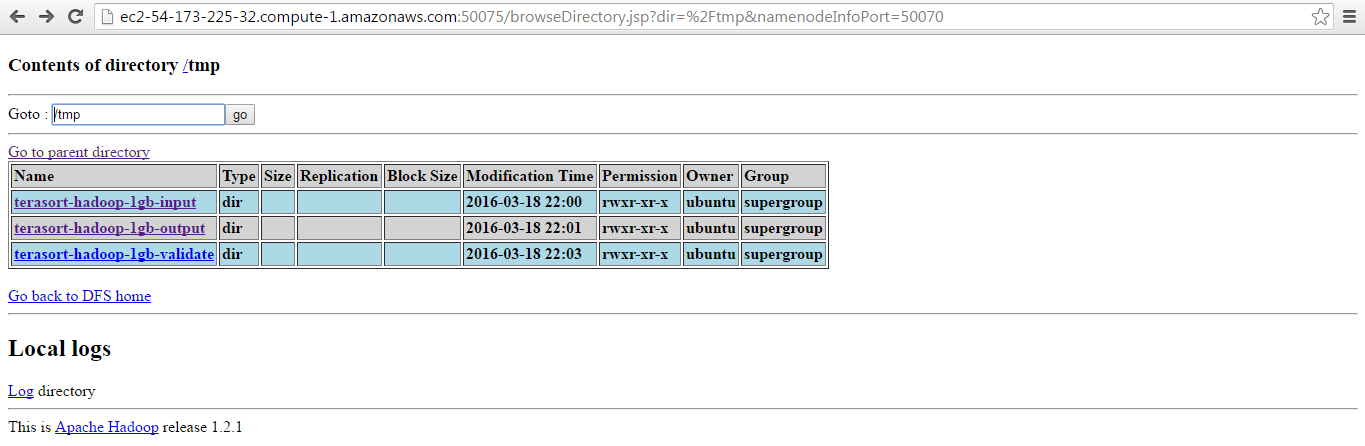 ec2-54-173-225-32.compute-1.amazonaws.com:50075/browseDirectory.jsp?dir=%2Ftmp&namenodeInfoPort=50070
Contents of directory /tmp
Goto : /tmp go
Go to parent directory
Name Type Size Replication Block Size Modification Time Permission Owner Group
terasort-hadoop-1gb-input dir 2016-03-18 22:00 rwxr-xr-x ubuntu supergroup
terasort-hadoop-1gb-output dir 2016-03-18 22:01 rwxr-xr-x ubuntu supergroup
terasort-hadoop-1gb-validate dir 2016-03-18 22:03 rwxr-xr-x ubuntu supergroup
Go back to DFS home
Local logs
Log directory
This is Apache Hadoop release 1.2.1